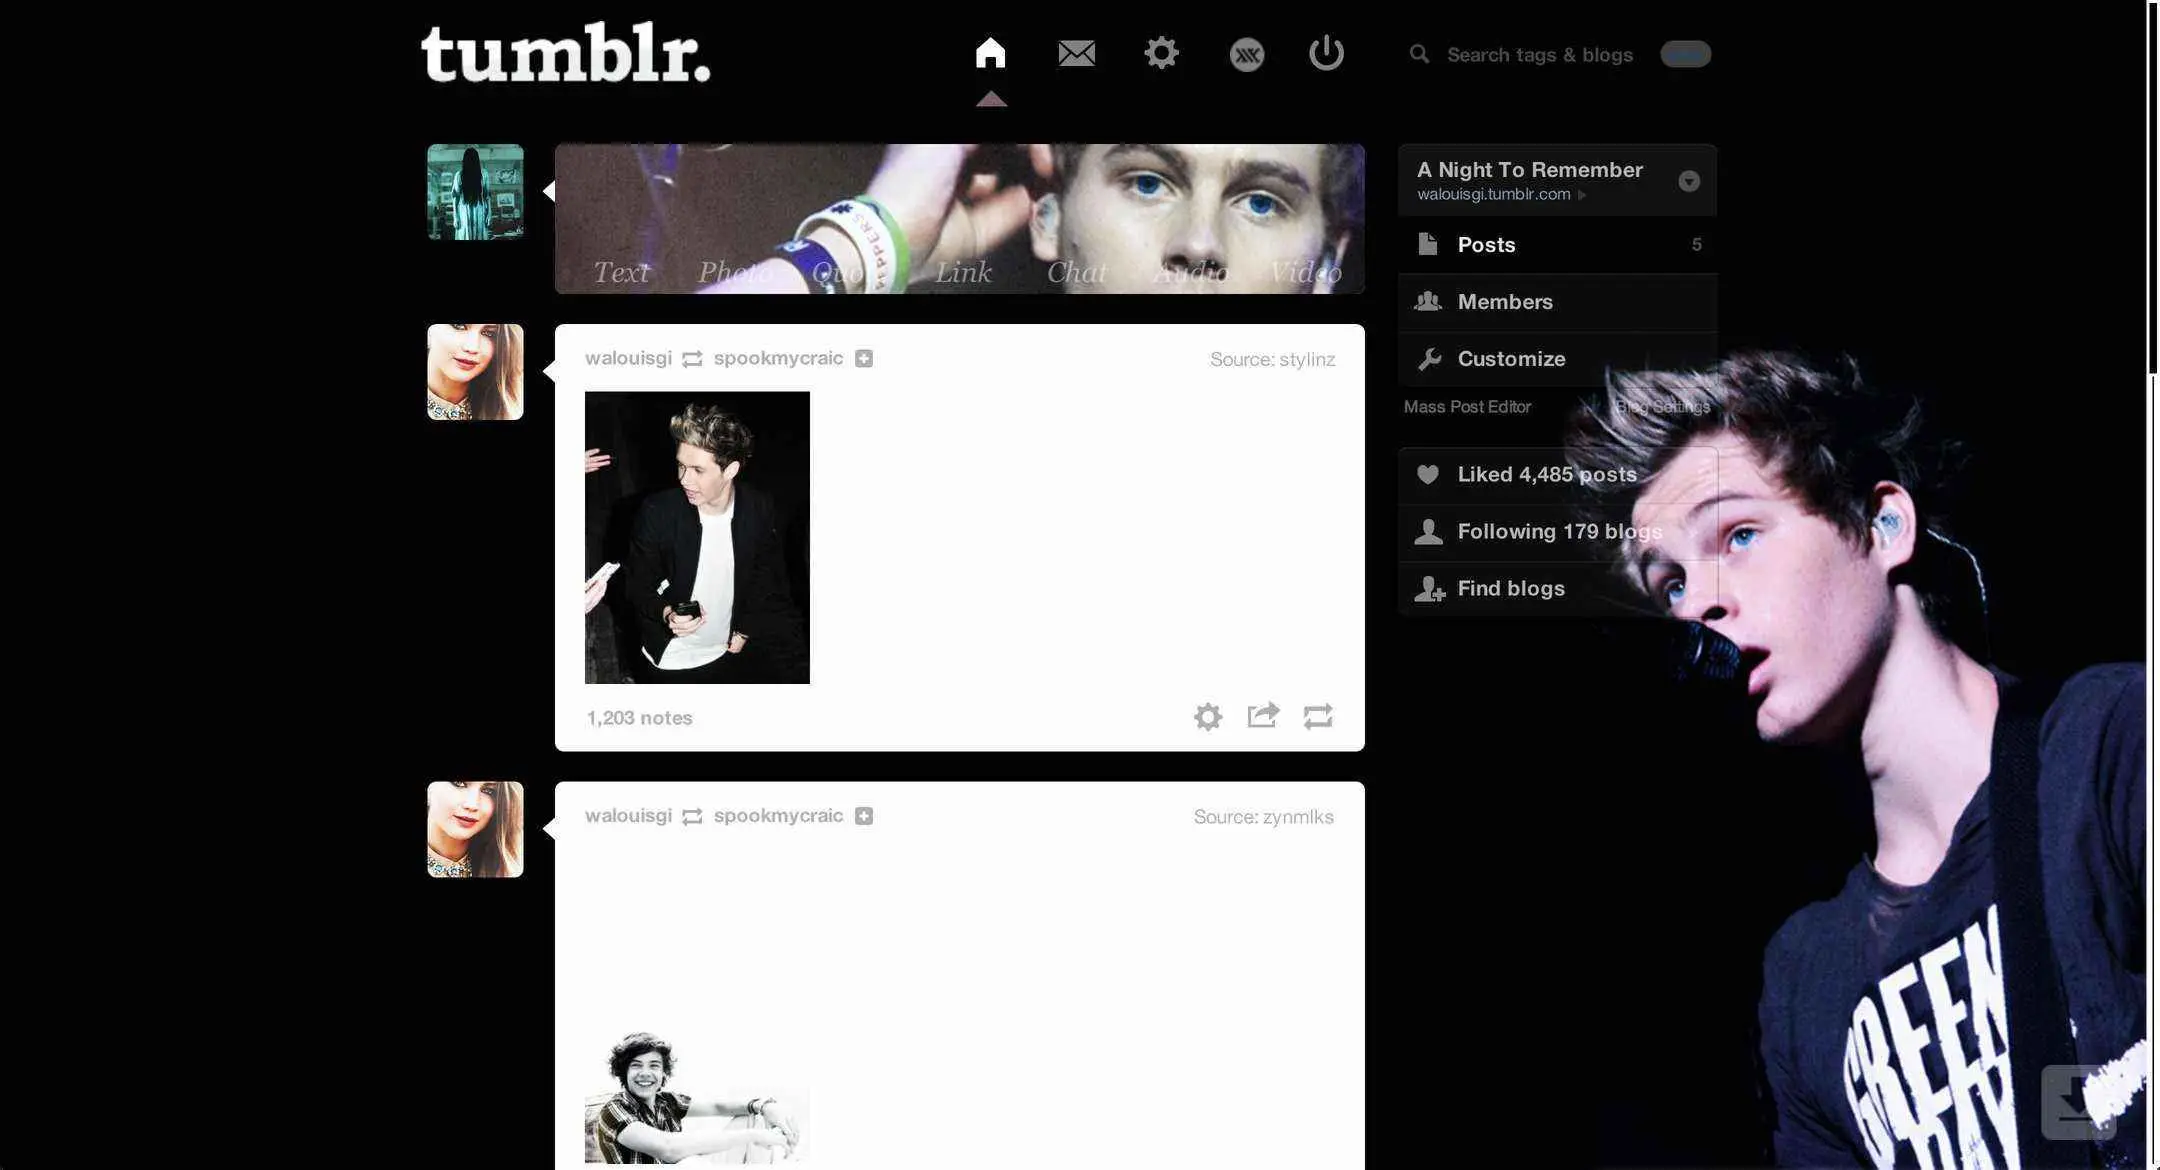 tumblr.
Search tags & blogs
Text Photo Quo Link Chat Audio Video
A Night To Remember
walouisgi.tumblr.com
Posts 5
Members
Customize
Mass Post Editor Blog Settings
Liked 4,485 posts
Following 179 blogs
Find blogs
walouisgi spookmycraic Source: stylinz
1,203 notes
walouisgi spookmycraic Source: zynmlks
GREEN
DAY